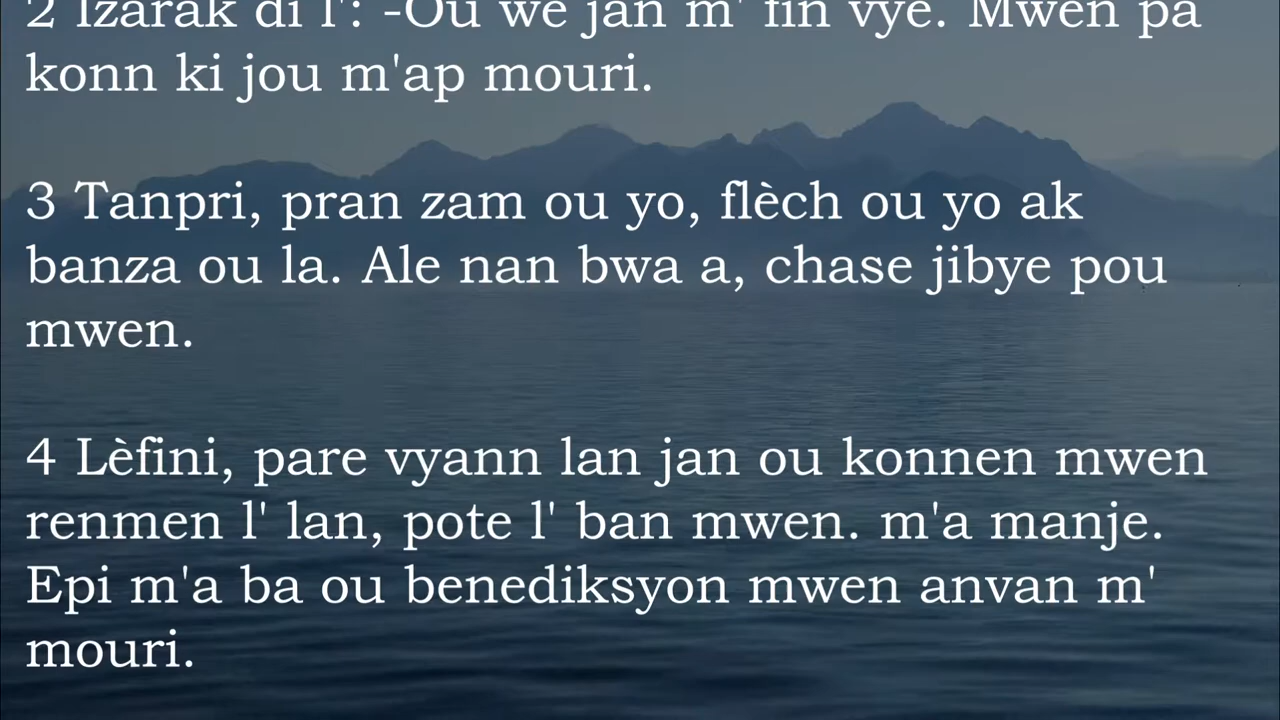 2 Izarak di l': -Ou wè jan m' fin vye. Mwen pa
konn ki jou m'ap mouri.
3 Tanpri, pran zam ou yo, flèch ou yo ak
banza ou la. Ale nan bwa a, chase jibye pou
mwen.
4 Lèfini, pare vyann lan jan ou konnen mwen
renmen l' lan, pote l' ban mwen. m'a manje.
Epi m'a ba ou benediksyon mwen anvan m'
mouri.